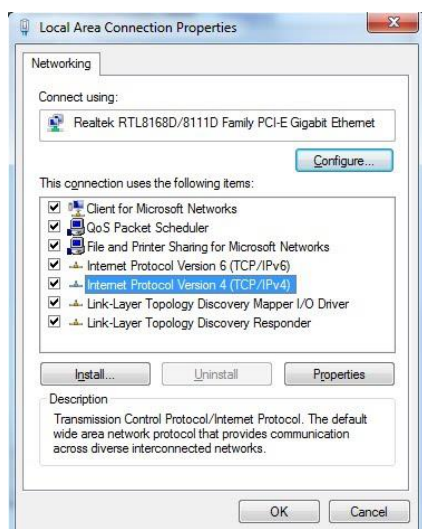 Local Area Connection Properties
Networking
Connect using:
Realtek RTL8168D/8111D Family PCI-E Gigabit Ethernet
Configure...
This connection uses the following items:
Client for Microsoft Networks
QoS Packet Scheduler
File and Printer Sharing for Microsoft Networks
Internet Protocol Version 6 (TCP/IPv6)
Internet Protocol Version 4 (TCP/IPv4)
Link-Layer Topology Discovery Mapper I/O Driver
Link-Layer Topology Discovery Responder
Install... Uninstall Properties
Description
Transmission Control Protocol/Internet Protocol. The default
wide area network protocol that provides communication
across diverse interconnected networks.
OK Cancel